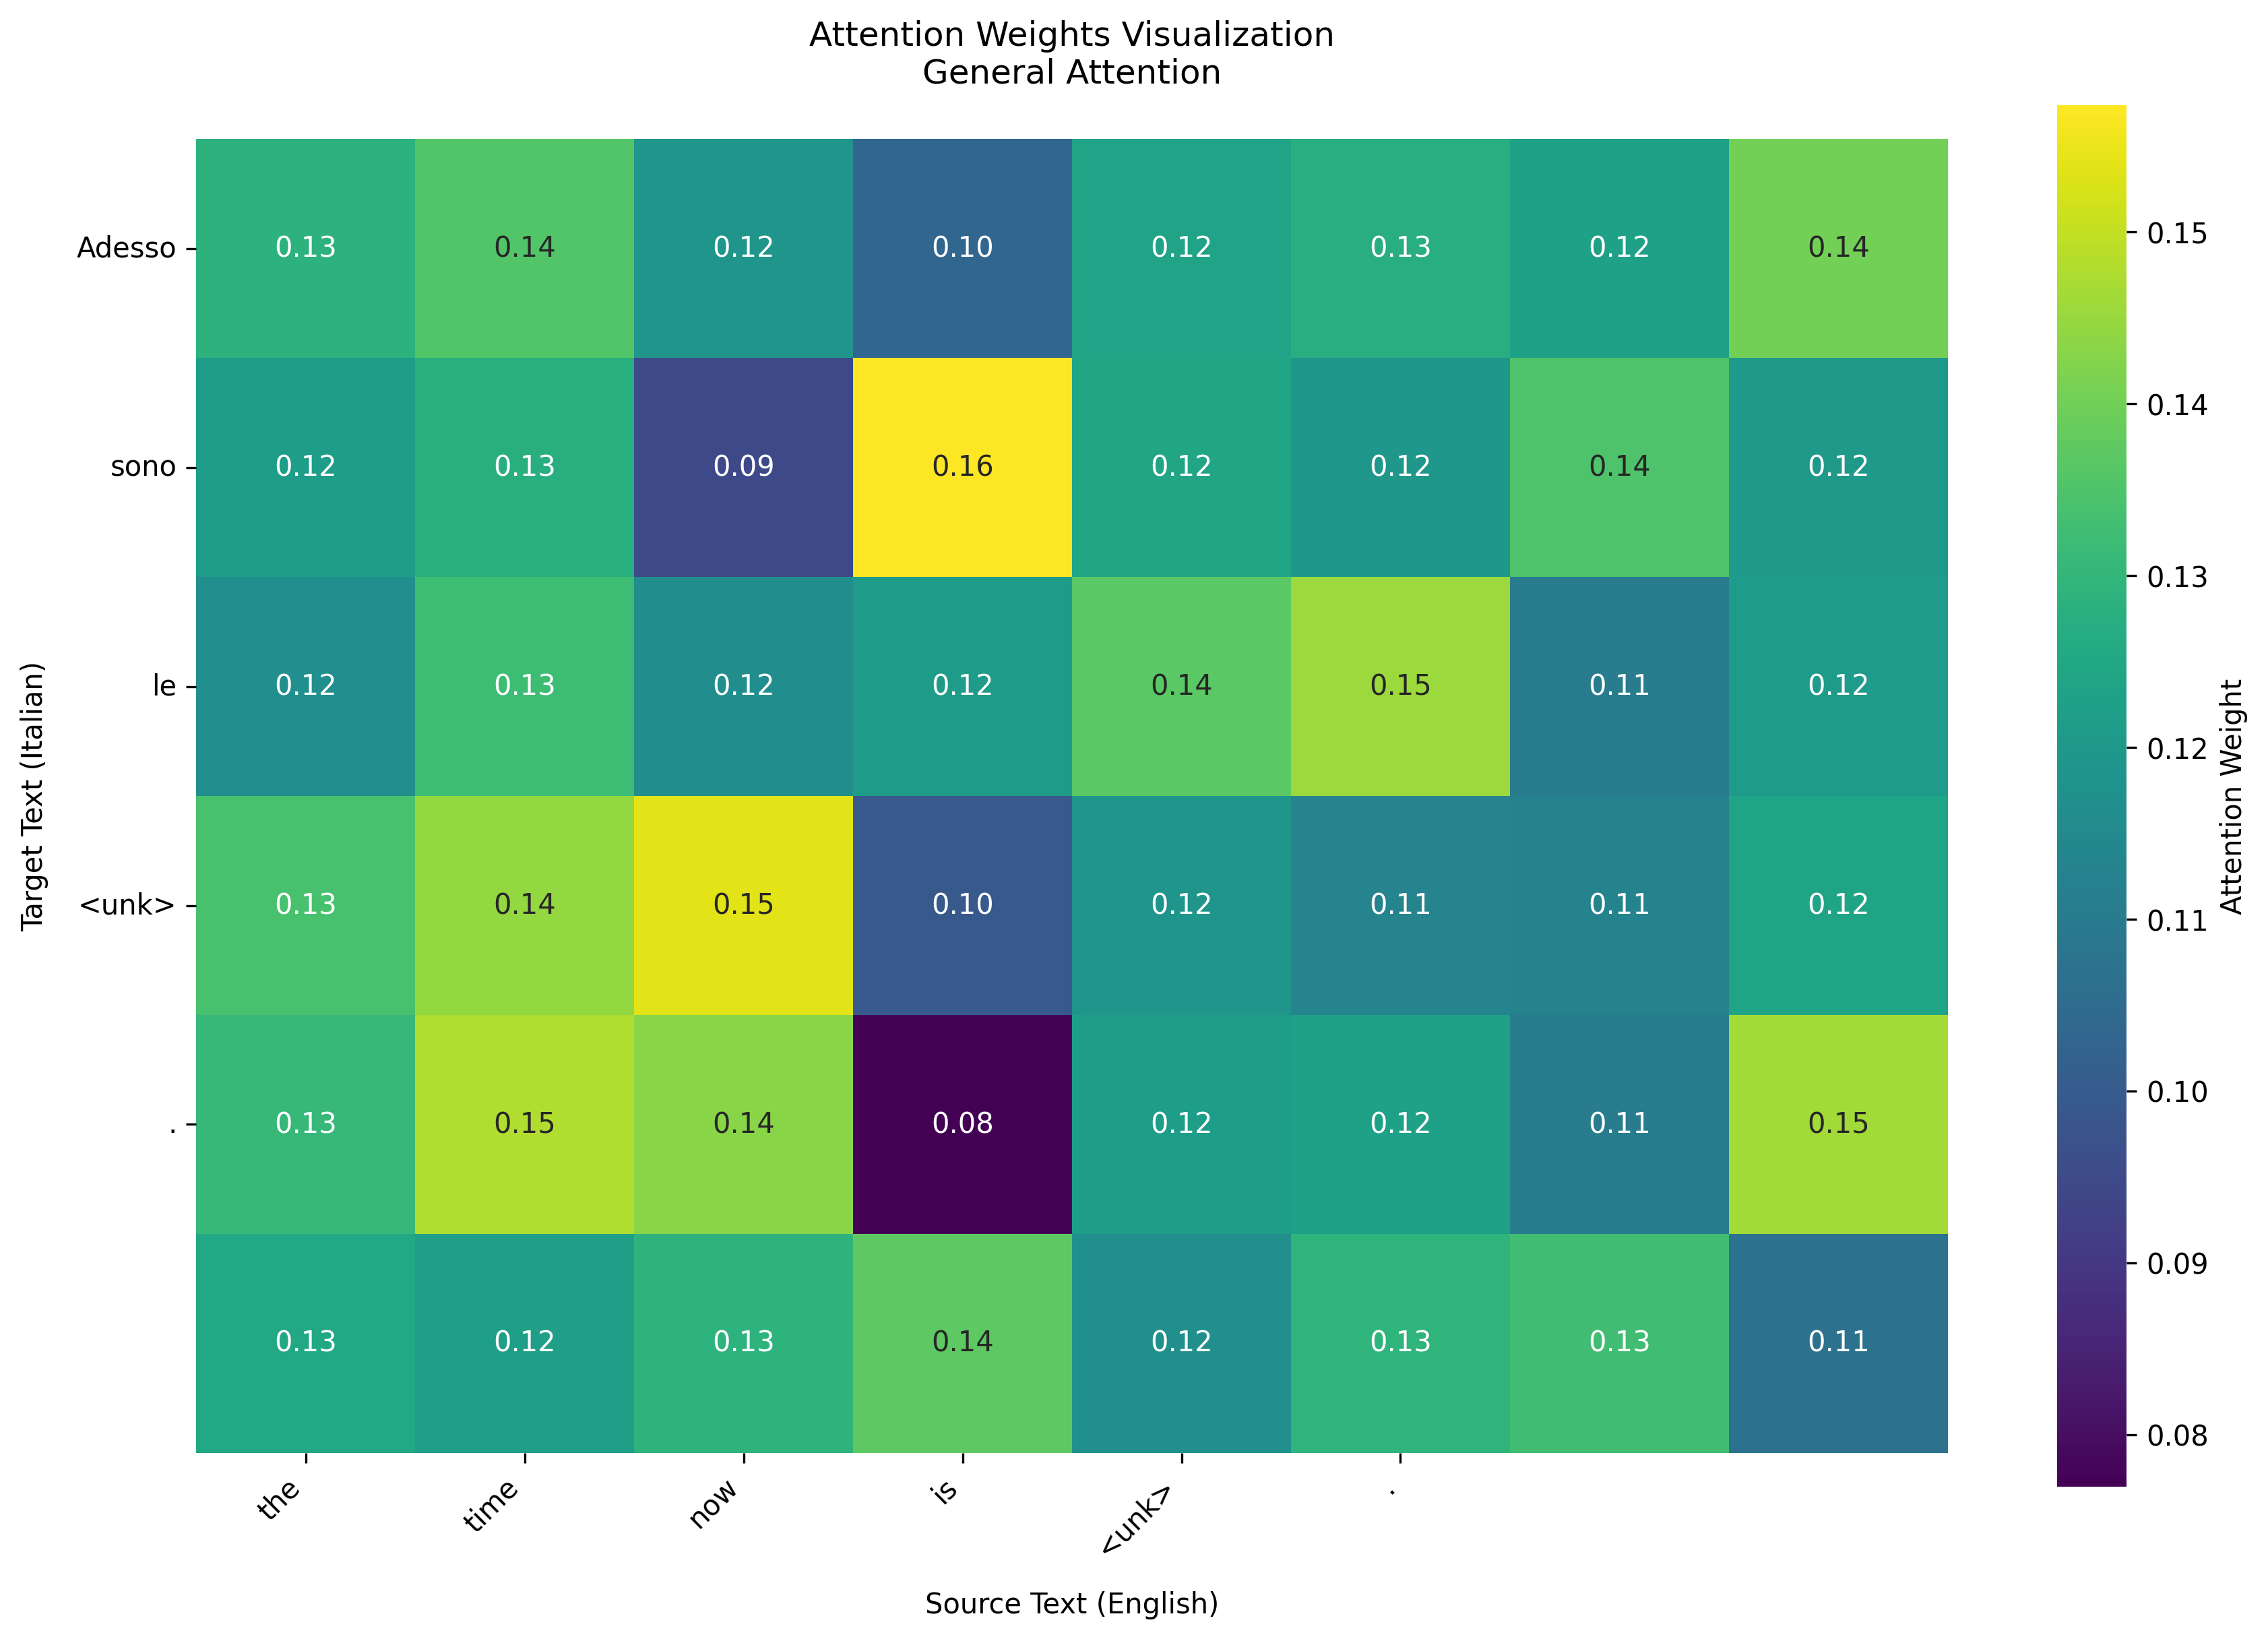 Attention Weights Visualization
General Attention
Target Text (Italian)
Adesso
0.13 0.14 0.12 0.10 0.12 0.13 0.12 0.14
sono
0.12 0.13 0.09 0.16 0.12 0.12 0.14 0.12
le
0.12 0.13 0.12 0.12 0.14 0.15 0.11 0.12
<unk>
0.13 0.14 0.15 0.10 0.12 0.11 0.11 0.12
.
0.13 0.15 0.14 0.08 0.12 0.12 0.11 0.15
0.13 0.12 0.13 0.14 0.12 0.13 0.13 0.11
the
time
now
is
<unk>
.
Source Text (English)
0.15
0.14
0.13
0.12
0.11
0.10
0.09
0.08
Attention Weight